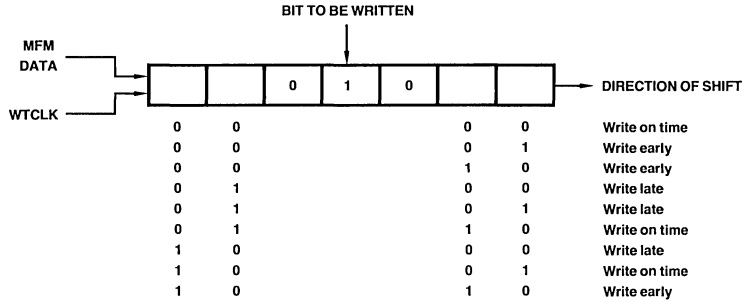 BIT TO BE WRITTEN
MFM
DATA
0 1 0
DIRECTION OF SHIFT
WTCLK
0 0 0 0 Write on time
0 0 0 1 Write early
0 0 1 0 Write early
0 1 0 0 Write late
0 1 0 1 Write late
0 1 1 0 Write on time
1 0 0 0 Write late
1 0 0 1 Write on time
1 0 1 0 Write early